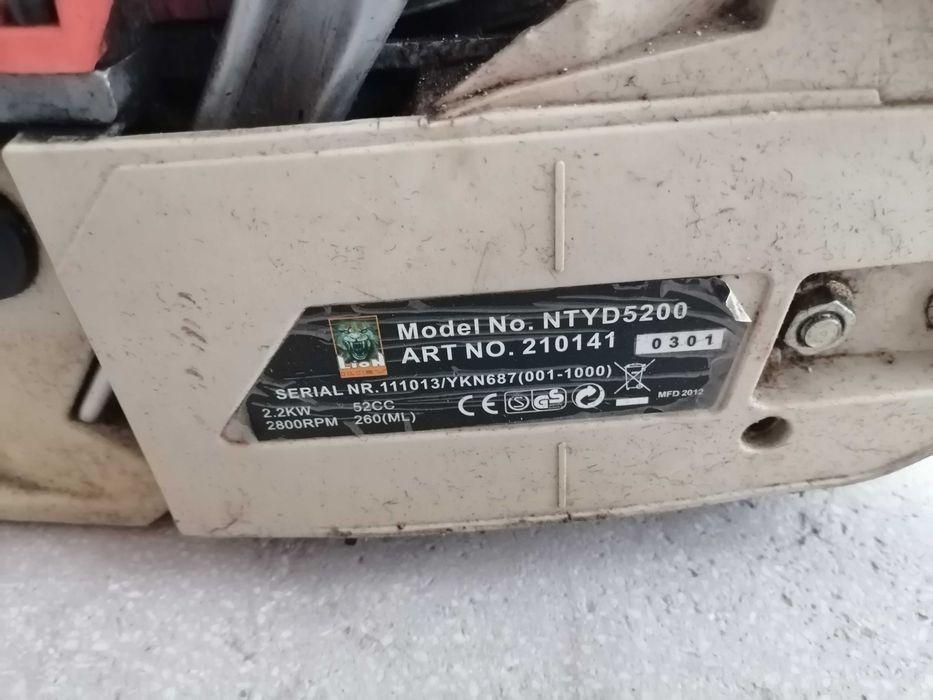 LION
Model No. NTYD5200
ART NO. 210141
0301
SERIAL NR.111013/YKN687(001-1000)
2.2KW 52CC
2800RPM 260(ML)
CE
GS
MFD 2012